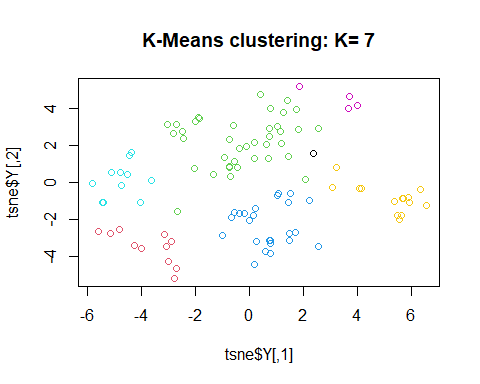 K-Means clustering: K= 7
tsne$Y[,2]
4
2
0
-2
-4
-6 -4 -2 0 2 4 6
tsne$Y[,1]